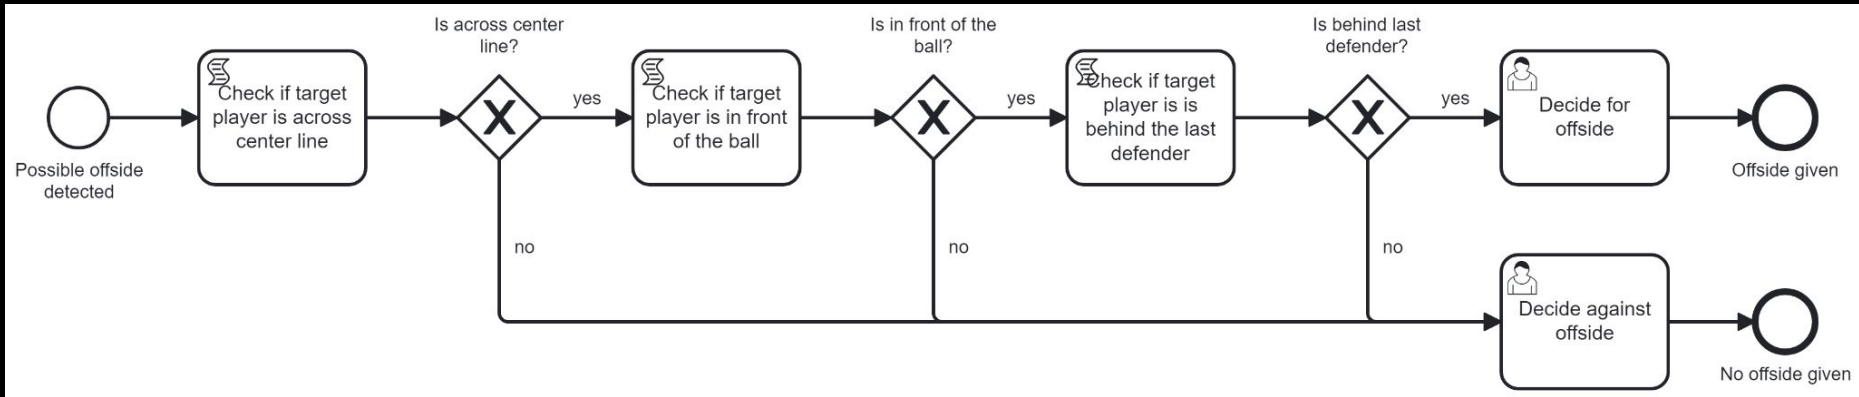 Possible offside
detected
Check if target
player is across
center line
Is across center
line?
yes
no
Check if target
player is in front
of the ball
Is in front of the
ball?
yes
no
Check if target
player is is
behind the last
defender
Is behind last
defender?
yes
no
Decide for
offside
Offside given
Decide against
offside
No offside given